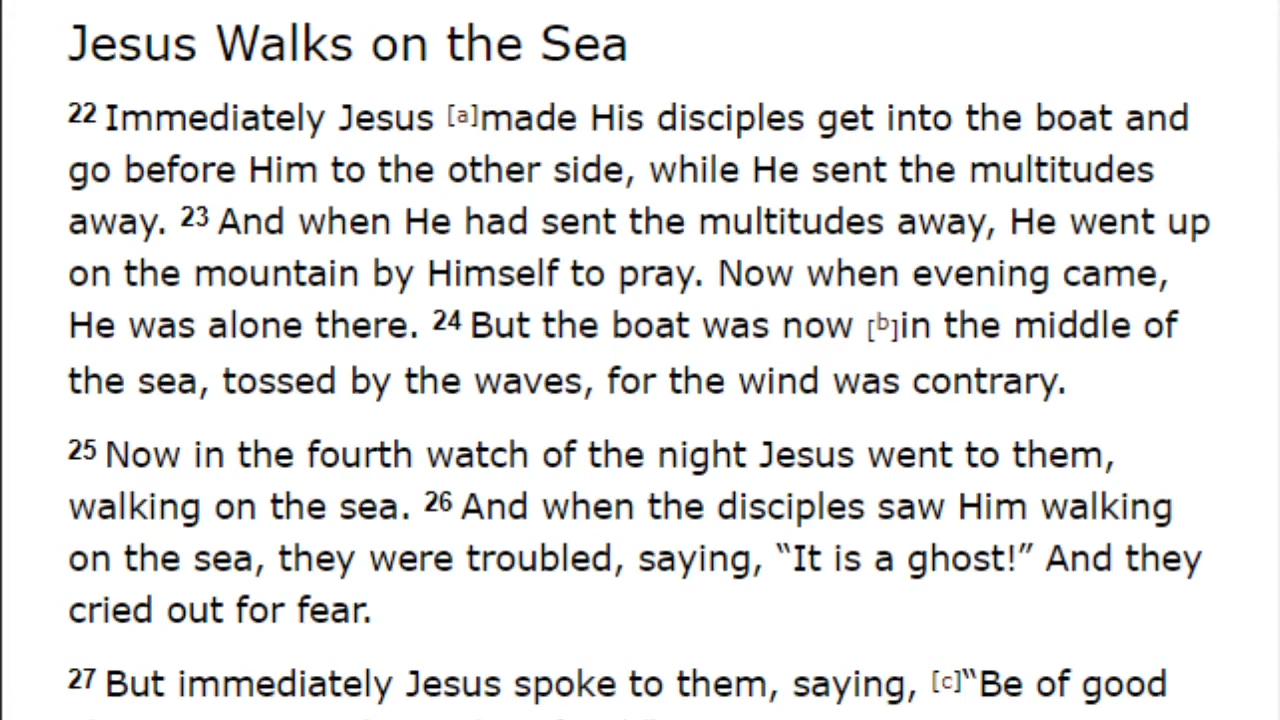 Jesus Walks on the Sea
22 Immediately Jesus [a]made His disciples get into the boat and
go before Him to the other side, while He sent the multitudes
away. 23 And when He had sent the multitudes away, He went up
on the mountain by Himself to pray. Now when evening came,
He was alone there. 24 But the boat was now [b]in the middle of
the sea, tossed by the waves, for the wind was contrary.
25 Now in the fourth watch of the night Jesus went to them,
walking on the sea. 26 And when the disciples saw Him walking
on the sea, they were troubled, saying, “It is a ghost!” And they
cried out for fear.
27 But immediately Jesus spoke to them, saying, [c]“Be of good